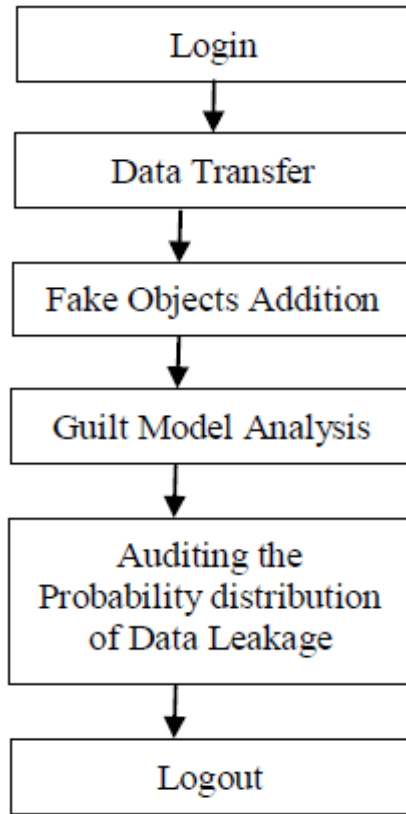 Login
Data Transfer
Fake Objects Addition
Guilt Model Analysis
Auditing the
Probability distribution
of Data Leakage
Logout